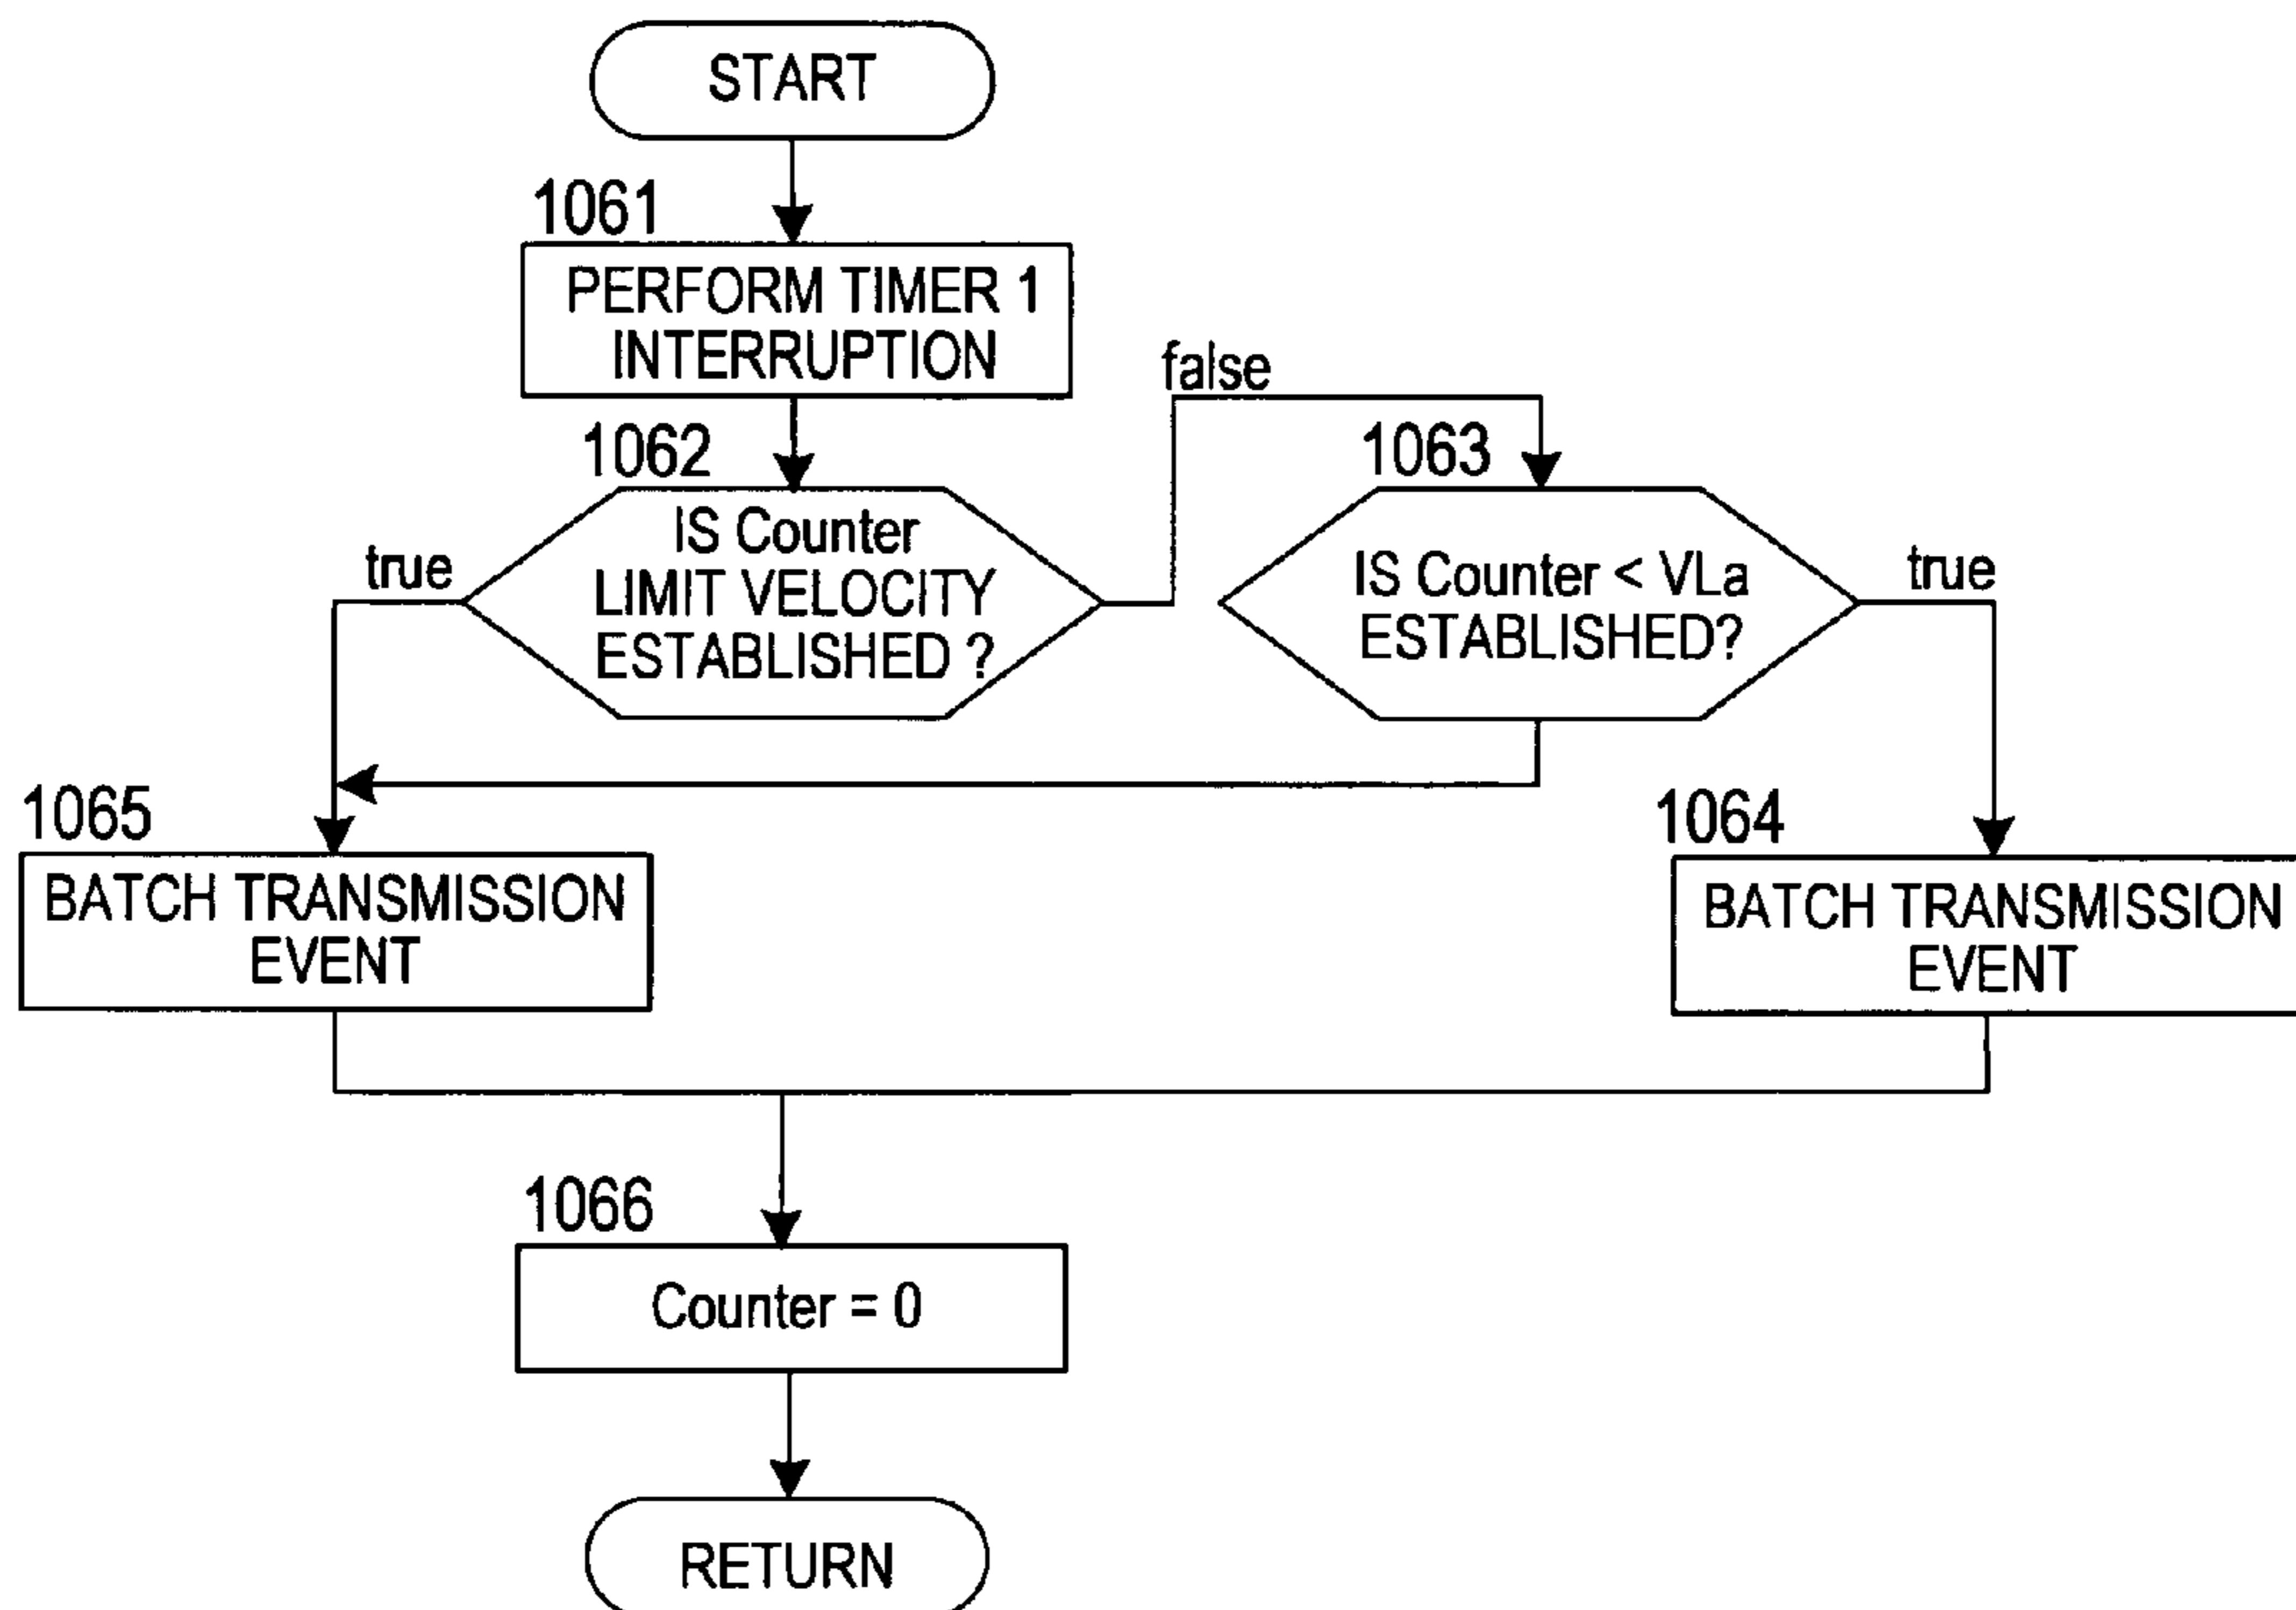 START
1061
PERFORM TIMER 1
INTERRUPTION
false
1062
1063
IS Counter
LIMIT VELOCITY
ESTABLISHED ?
true
IS Counter < VLa
ESTABLISHED?
true
1065
BATCH TRANSMISSION
EVENT
1064
BATCH TRANSMISSION
EVENT
1066
Counter = 0
RETURN